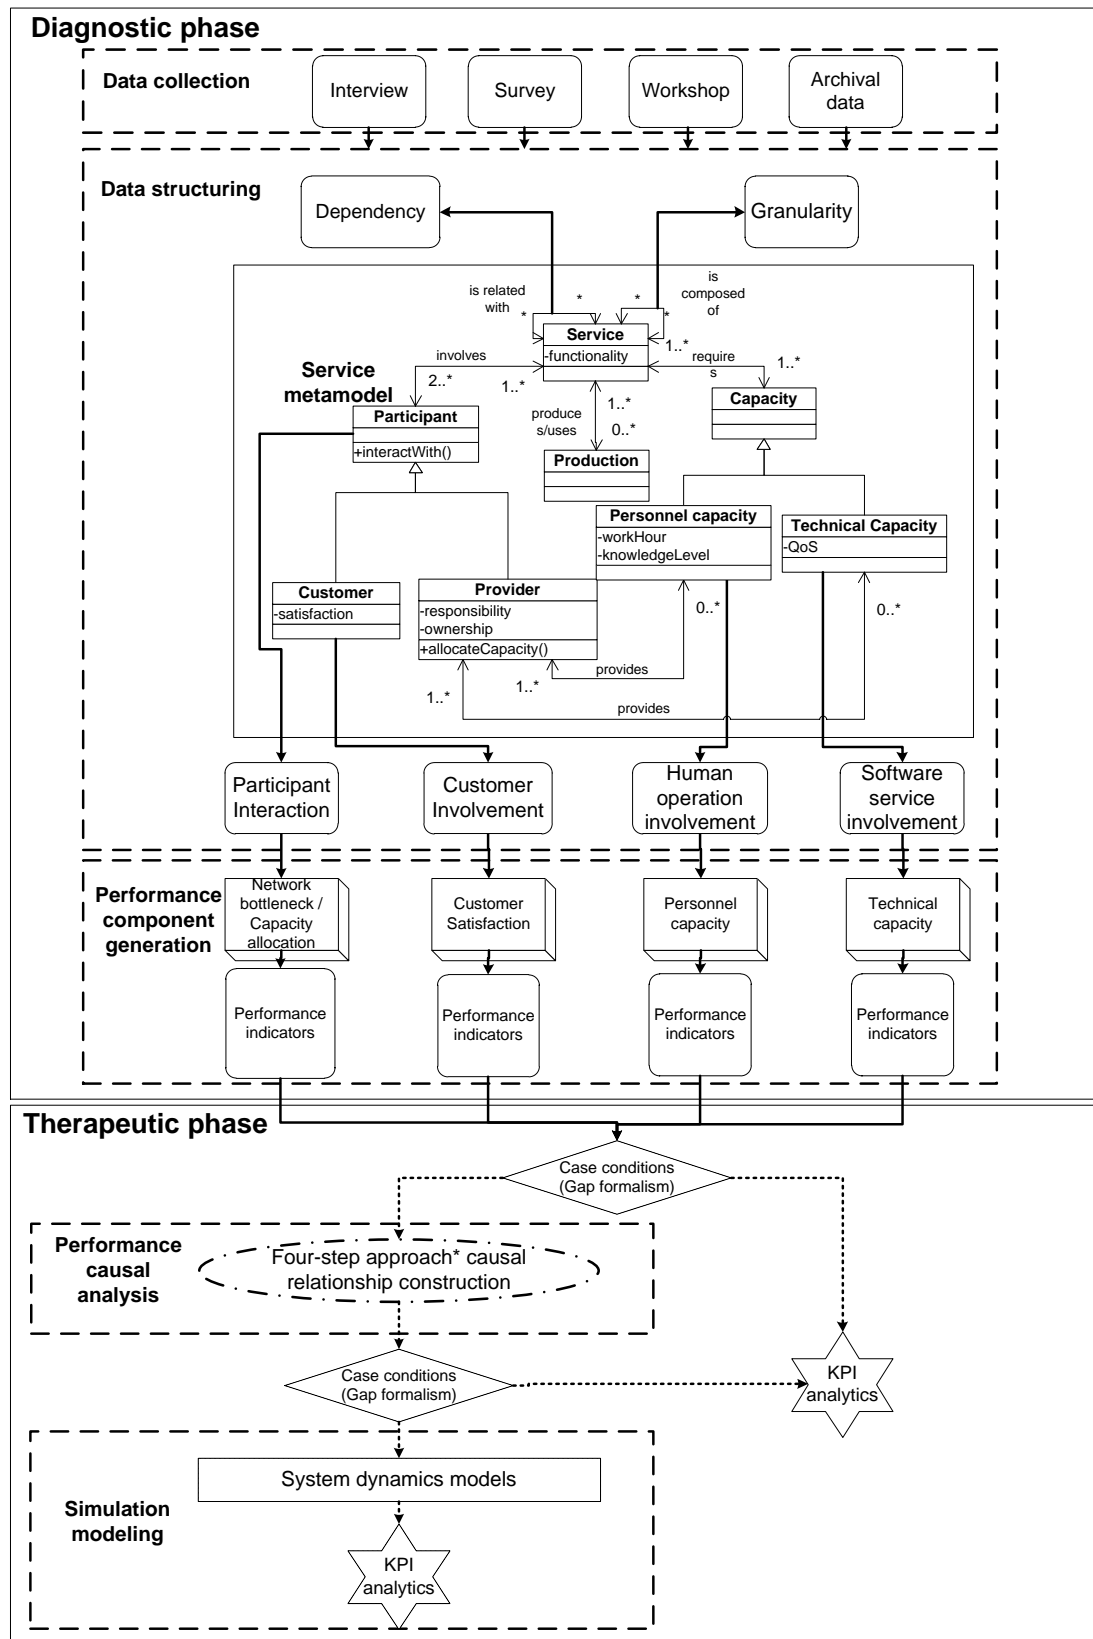 Diagnostic phase
Data collection
Interview
Survey
Workshop
Archival
data
Data structuring
Dependency
Granularity
is related
with
*
*
is
composed
of
*
*
Service
-functionality
involves
2..*
1..*
1..*
require
s
1..*
Service
metamodel
Participant
+interactWith()
Capacity
produce
s/uses
1..*
0..*
Production
Personnel capacity
-workHour
-knowledgeLevel
Technical Capacity
-QoS
Customer
-satisfaction
Provider
-responsibility
-ownership
+allocateCapacity()
0..*
0..*
1..*
1..*
provides
provides
Participant
Interaction
Customer
Involvement
Human
operation
involvement
Software
service
involvement
Performance
component
generation
Network
bottleneck /
Capacity
allocation
Customer
Satisfaction
Personnel
capacity
Technical
capacity
Performance
indicators
Performance
indicators
Performance
indicators
Performance
indicators
Therapeutic phase
Case conditions
(Gap formalism)
Performance
causal
analysis
Four-step approach* causal
relationship construction
Case conditions
(Gap formalism)
KPI
analytics
System dynamics models
Simulation
modeling
KPI
analytics